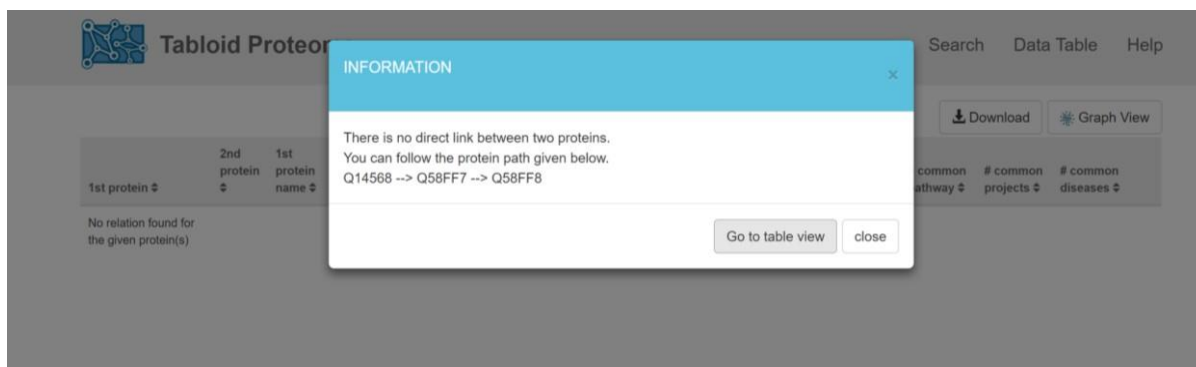 Tabloid Proteo
Search Data Table Help
INFORMATION
×
Download Graph View
There is no direct link between two proteins.
You can follow the protein path given below.
Q14568 --> Q58FF7 --> Q58FF8
1st protein
2nd protein
1st protein name
common
# common projects
# common diseases
No relation found for
the given protein(s)
Go to table view close